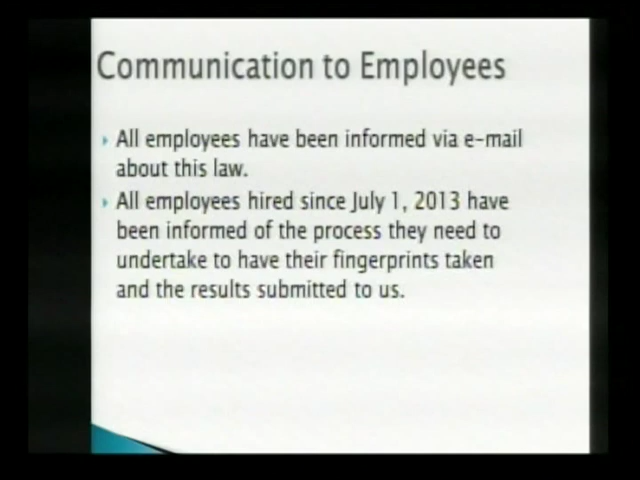 Communication to Employees
All employees have been informed via e-mail
about this law.
All employees hired since July 1, 2013 have
been informed of the process they need to
undertake to have their fingerprints taken
and the results submitted to us.